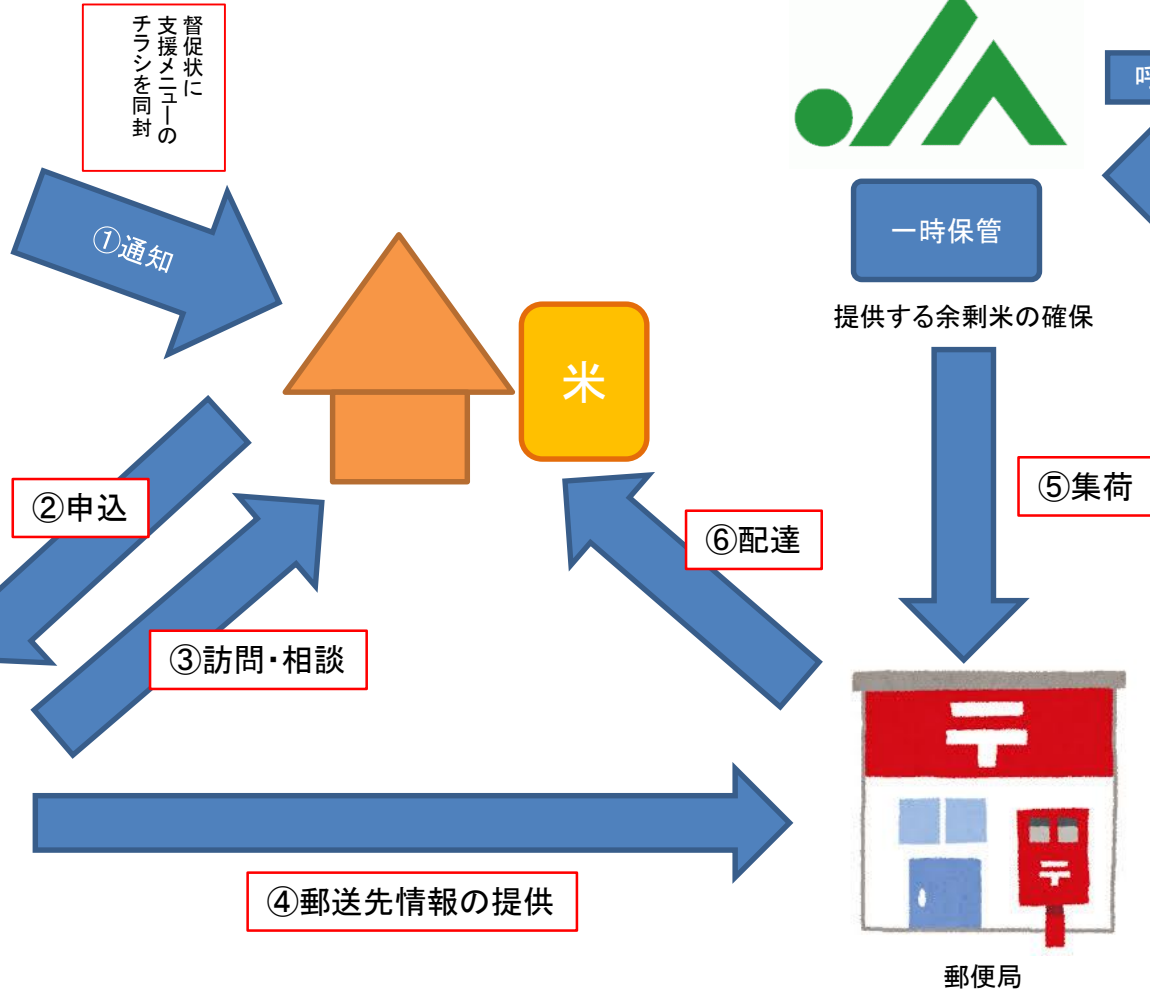 督促状に
支援メニューの
チラシを同封
①通知
一時保管
提供する余剰米の確保
米
②申込
⑤集荷
⑥配達
③訪問・相談
④郵送先情報の提供
郵便局